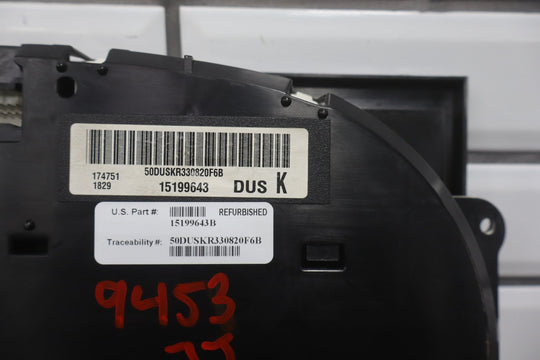 50DUSKR330820F6B
174751
1829
15199643
DUS K
U.S. Part #:
REFURBISHED
15199643B
Traceability #: 50DUSKR330820F6B
9453